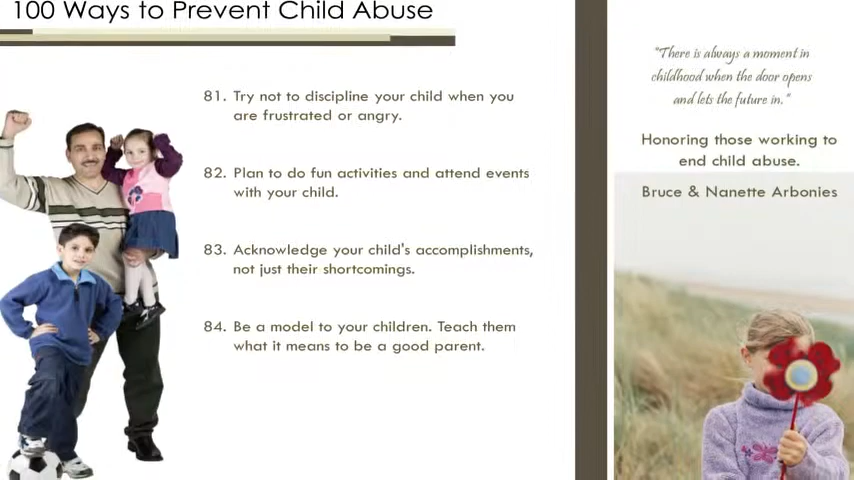 100 Ways to Prevent Child Abuse
81. Try not to discipline your child when you
are frustrated or angry.
82. Plan to do fun activities and attend events
with your child.
83. Acknowledge your child's accomplishments,
not just their shortcomings.
84. Be a model to your children. Teach them
what it means to be a good parent.
"There is always a moment in
childhood when the door opens
and lets the future in."
Honoring those working to
end child abuse.
Bruce & Nanette Arbonies